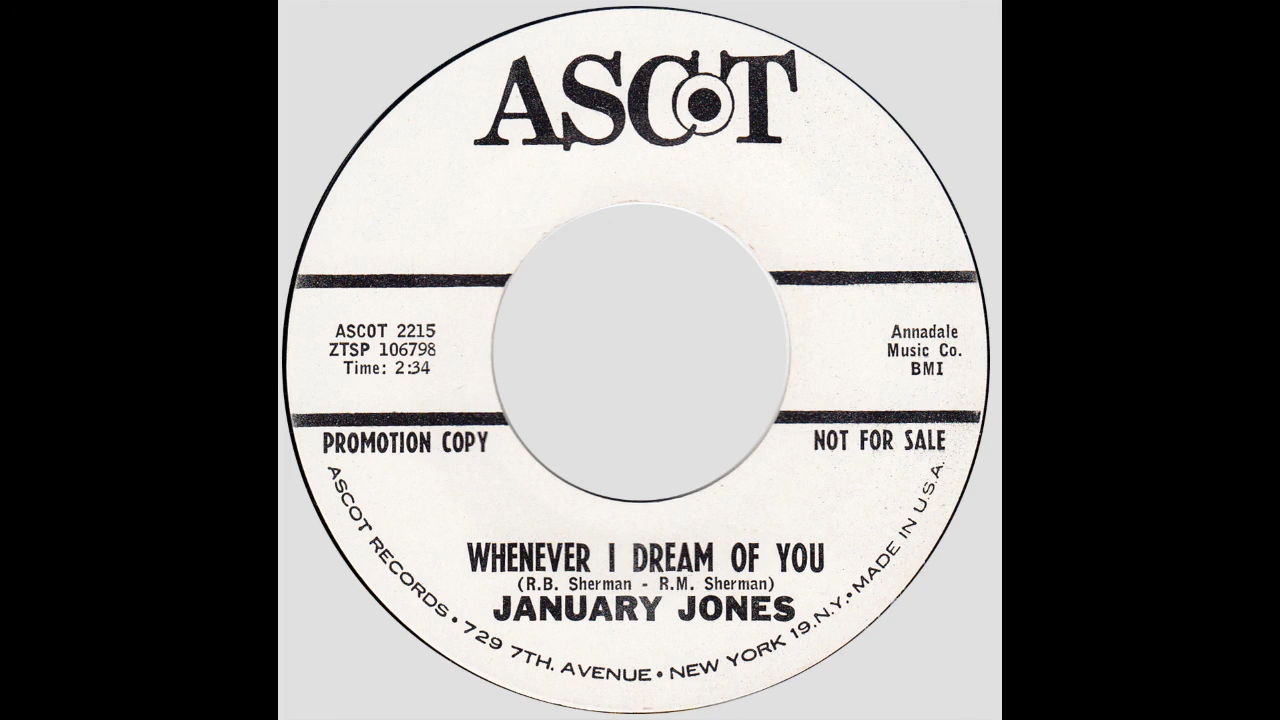 ASCOT
ASCOT 2215
ZTSP 106798
Time: 2:34
Annadale
Music Co.
BMI
PROMOTION COPY
NOT FOR SALE
WHENEVER I DREAM OF YOU
(R.B. Sherman - R.M. Sherman)
JANUARY JONES
ASCOT RECORDS • 729 7TH. AVENUE • NEW YORK 19. N.Y. • MADE IN U.S.A.